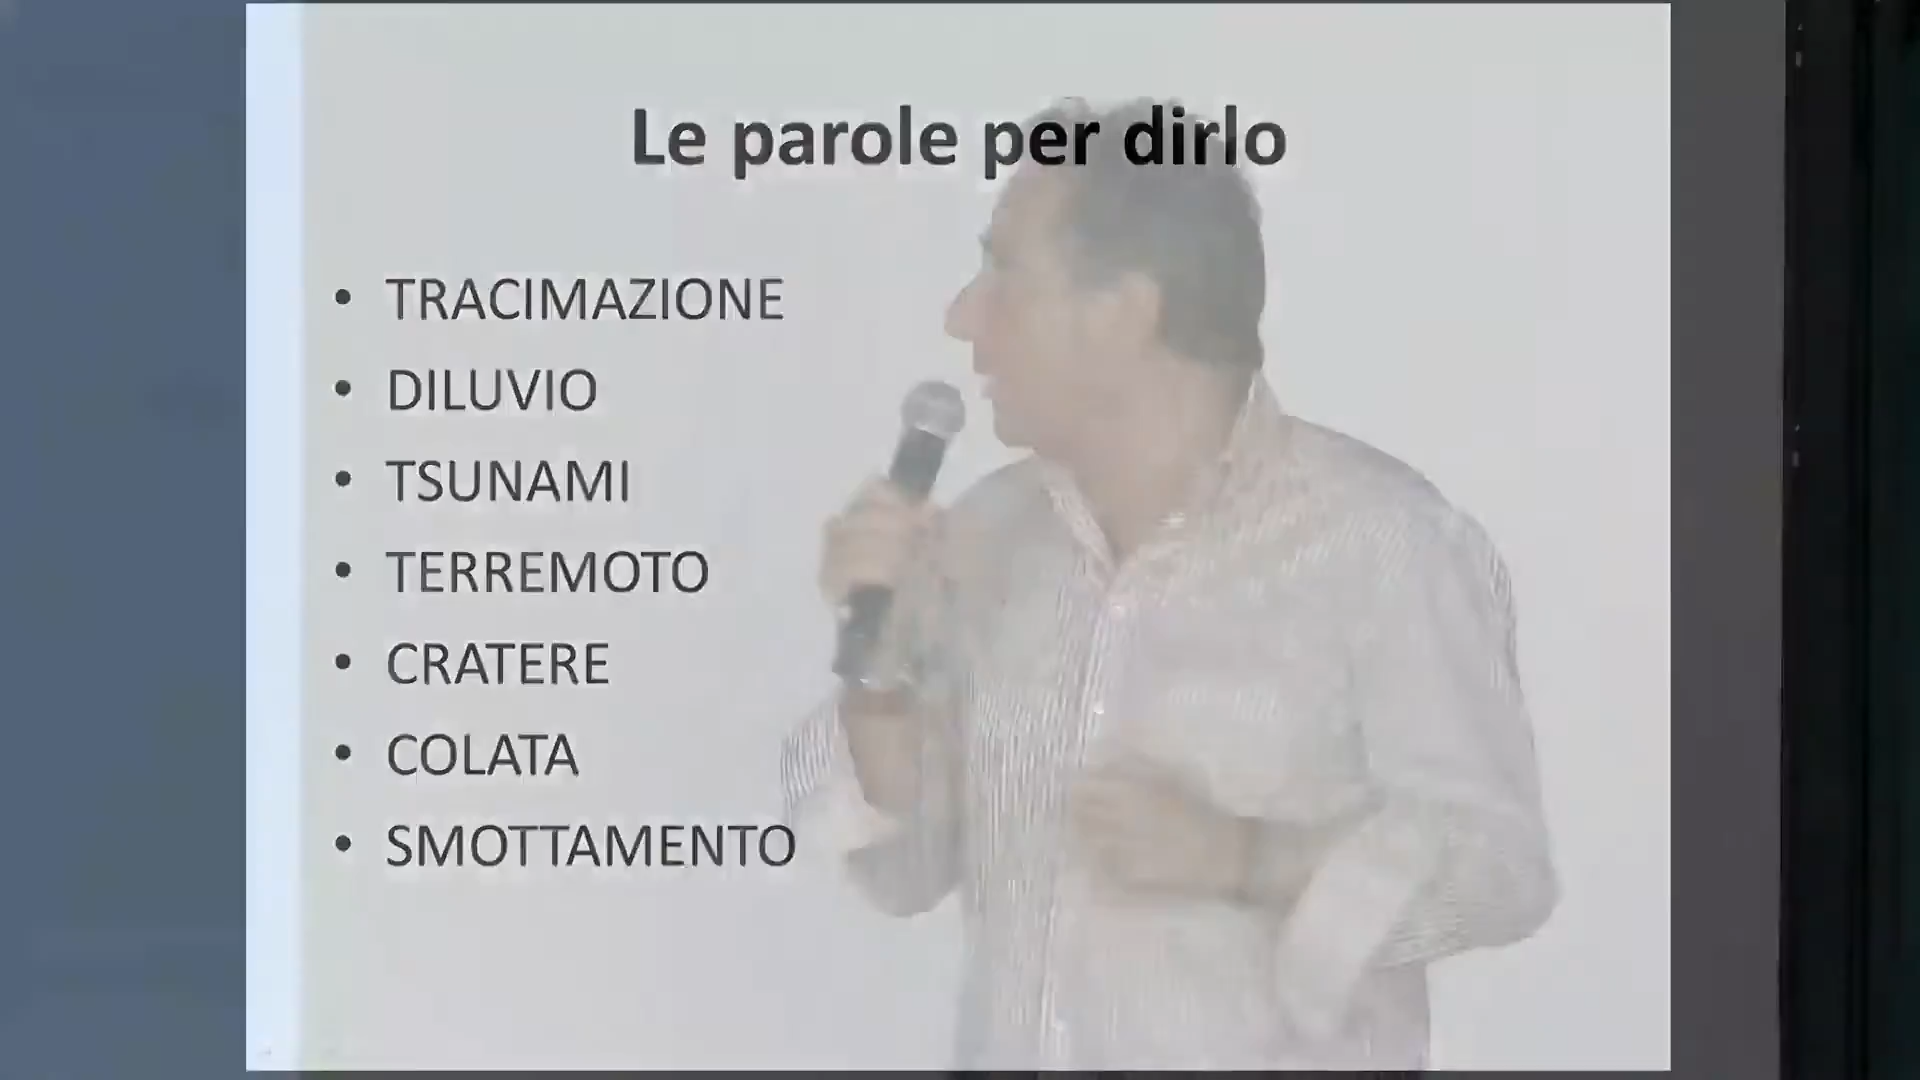 Le parole per dirlo
• TRACIMAZIONE
• DILUVIO
• TSUNAMI
• TERREMOTO
• CRATERE
• COLATA
• SMOTTAMENTO